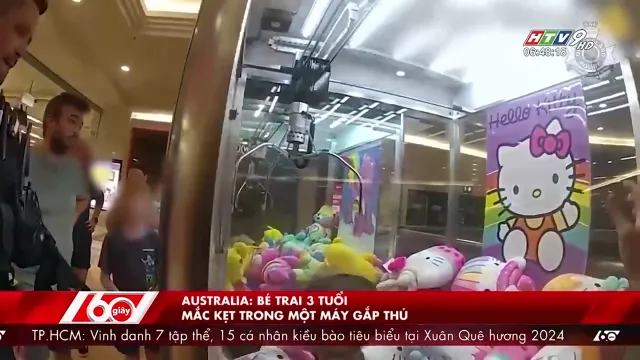 HTV9 HD
06:48:18
Hello Kitty
AUSTRALIA: BÉ TRAI 3 TUỔI
MẮC KẸT TRONG MỘT MÁY GẮP THÚ
60 giây
TP.HCM: Vinh danh 7 tập thể, 15 cá nhân kiều bào tiêu biểu tại Xuân Quê hương 2024
60s